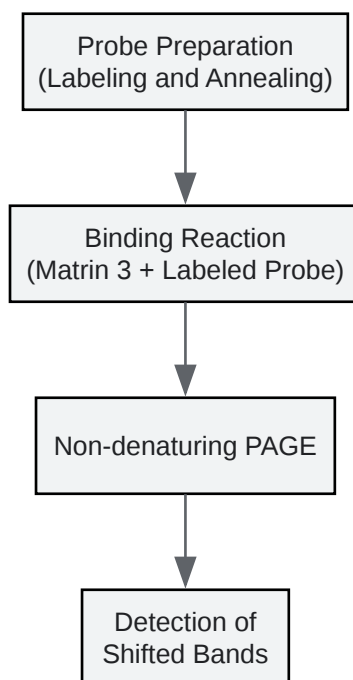 Probe Preparation
(Labeling and Annealing)
Binding Reaction
(Matrin 3 + Labeled Probe)
Non-denaturing PAGE
Detection of
Shifted Bands